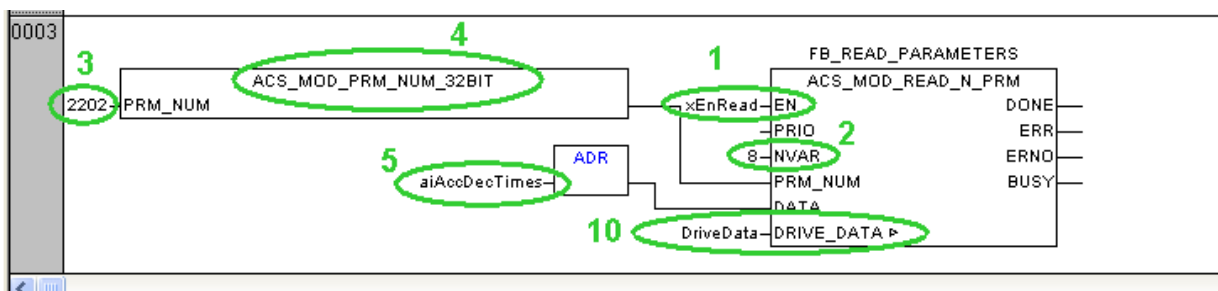 0003
4
1
FB_READ_PARAMETERS
3
ACS_MOD_PRM_NUM_32BIT
ACS_MOD_READ_N_PRM
2202 PRM_NUM
xEnRead EN
DONE
PRIO
2
ERR
5
ADR
8 NVAR
ERNO
aiAccDecTimes
PRM_NUM
BUSY
DATA
10
DriveData DRIVE_DATA